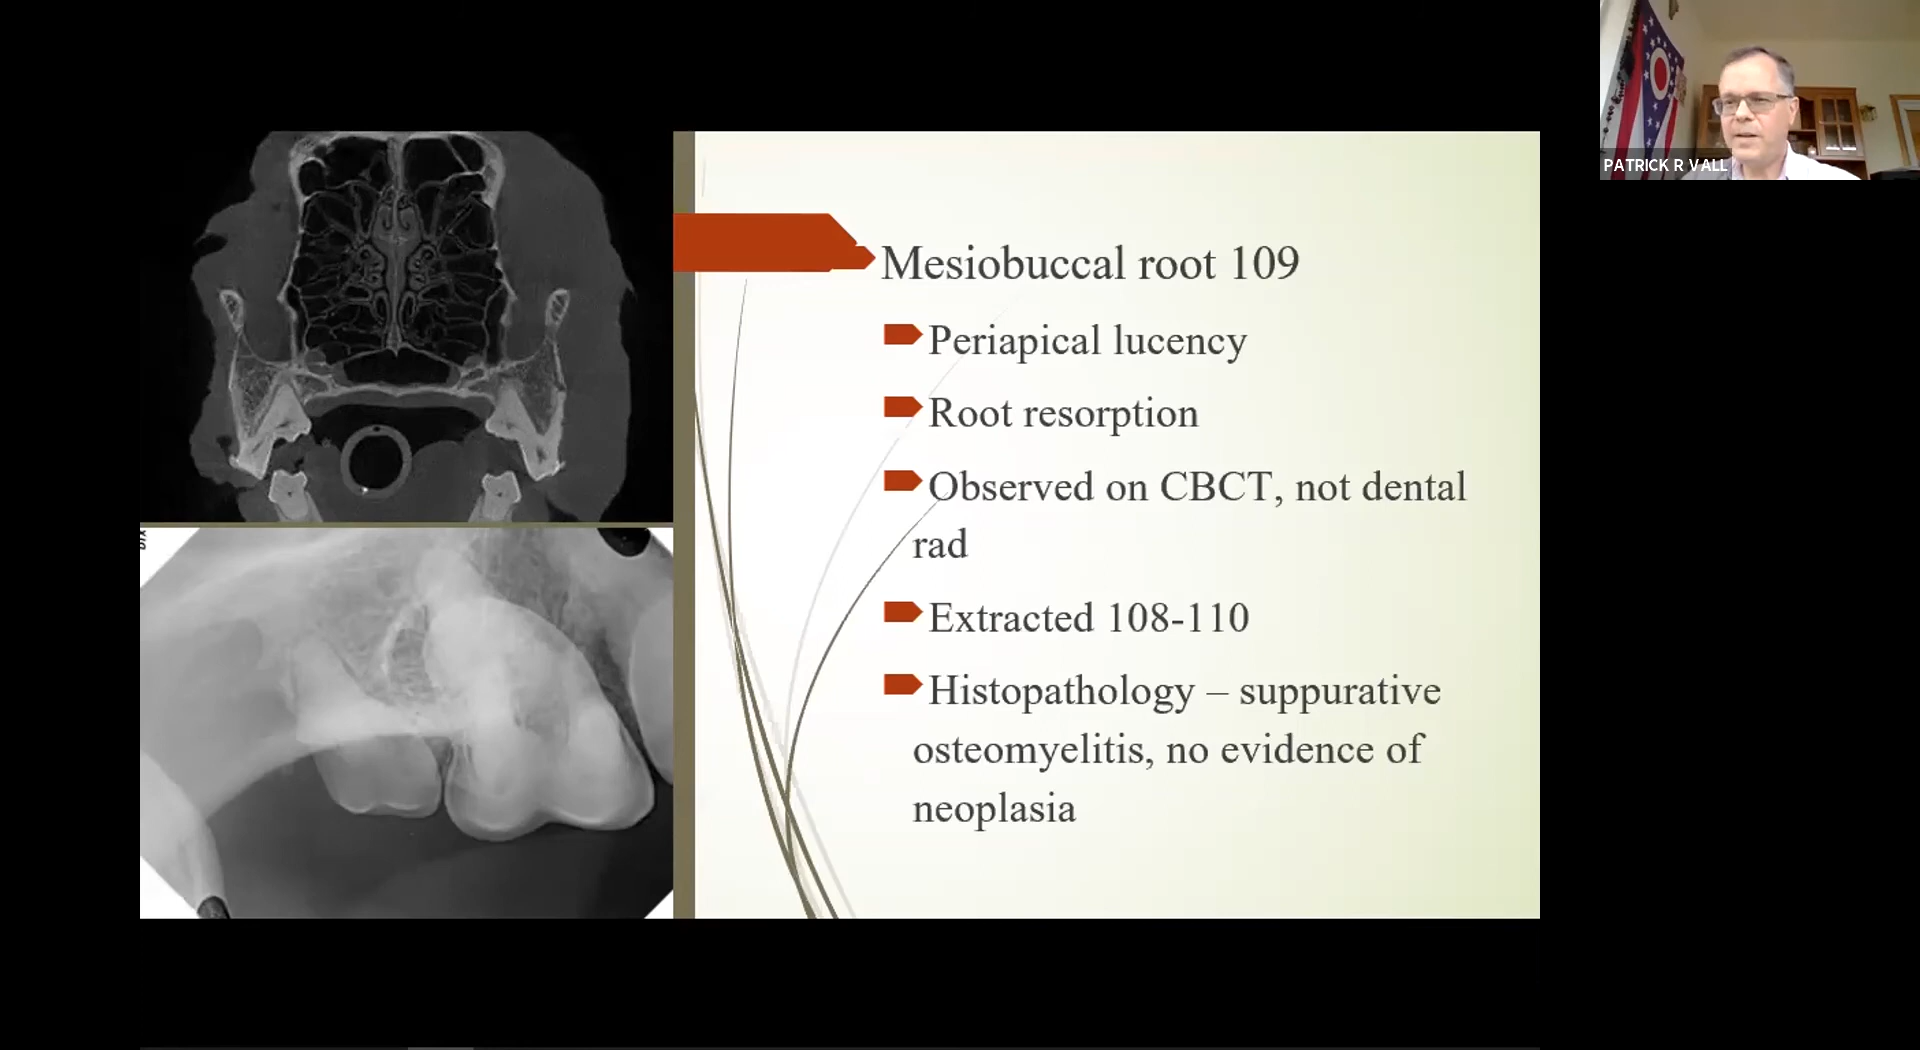 PATRICK R VALL
Mesiobuccal root 109
Periapical lucency
Root resorption
Observed on CBCT, not dental
rad
Extracted 108-110
Histopathology – suppurative
osteomyelitis, no evidence of
neoplasia